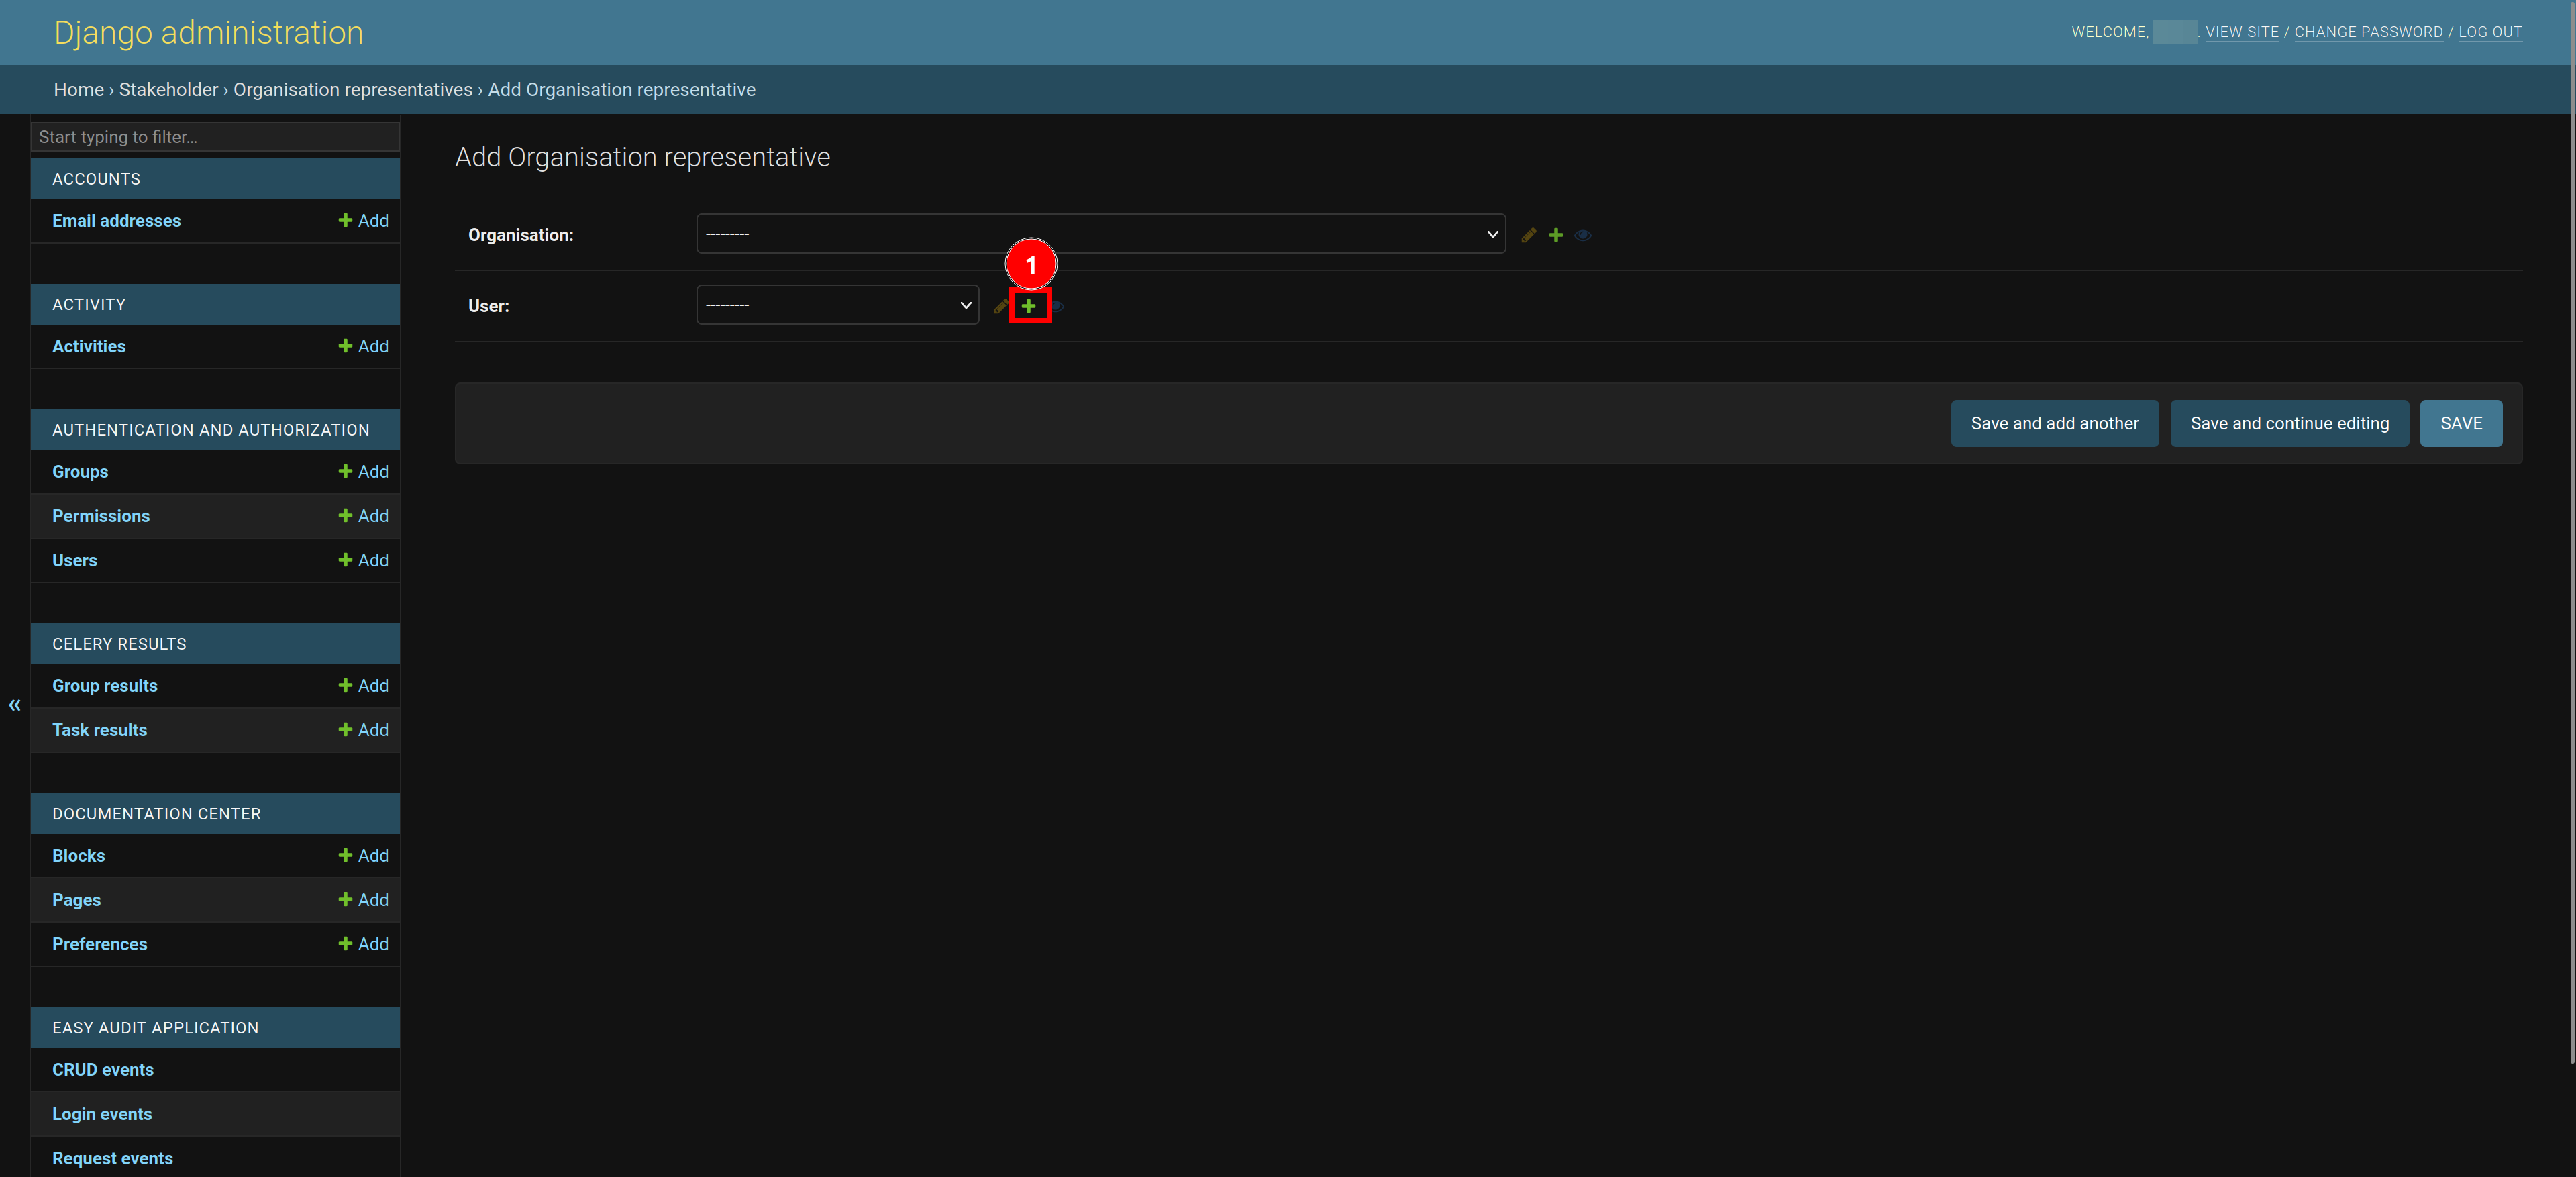 Django administration
WELCOME, . VIEW SITE / CHANGE PASSWORD / LOG OUT
Home › Stakeholder › Organisation representatives › Add Organisation representative
Start typing to filter...
ACCOUNTS
Email addresses + Add
ACTIVITY
Activities + Add
AUTHENTICATION AND AUTHORIZATION
Groups + Add
Permissions + Add
Users + Add
CELERY RESULTS
Group results + Add
Task results + Add
DOCUMENTATION CENTER
Blocks + Add
Pages + Add
Preferences + Add
EASY AUDIT APPLICATION
CRUD events
Login events
Request events
«
Add Organisation representative
Organisation: ---------
1
User: ---------
Save and add another
Save and continue editing
SAVE